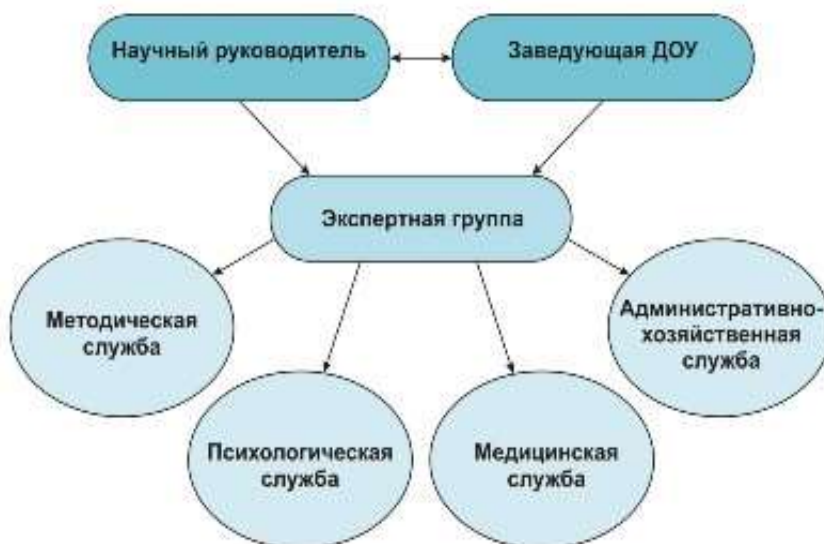 Научный руководитель
Заведующая ДОУ
Экспертная группа
Методическая
служба
Административно-
хозяйственная
служба
Психологическая
служба
Медицинская
служба